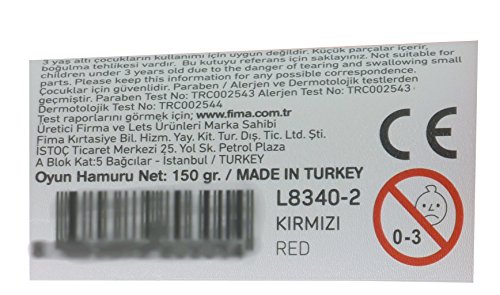 3 yaş altı çocukların kullanımı için uygun değildir. Küçük parçalar içerir,
boğulma tehlikesi vardır. Bu kutuyu referans için saklayınız. Not suitable for
children under 3 years old due to the danger of tearing and swallowing small
parts. Please keep this information for any possible correspondence.
Çocuklar için güvenlidir. Paraben / Alerjen ve Dermatolojik testlerden
geçmiştir. Paraben Test No: TRC002543 Alerjen Test No: TRC002543
Dermotolojik Test No: TRC002544
Test raporlarını görmek için; www.fima.com.tr
Üretici Firma ve Lets Ürünleri Marka Sahibi
Fima Kırtasiye Bil. Hizm. Yay. Kit. Tur. Dış. Tic. Ltd. Şti.
İSTOÇ Ticaret Merkezi 25. Yol Sk. Petrol Plaza
A Blok Kat:5 Bağcılar - İstanbul / TURKEY
CE
Oyun Hamuru Net: 150 gr. / MADE IN TURKEY
L8340-2
KIRMIZI
RED
0-3